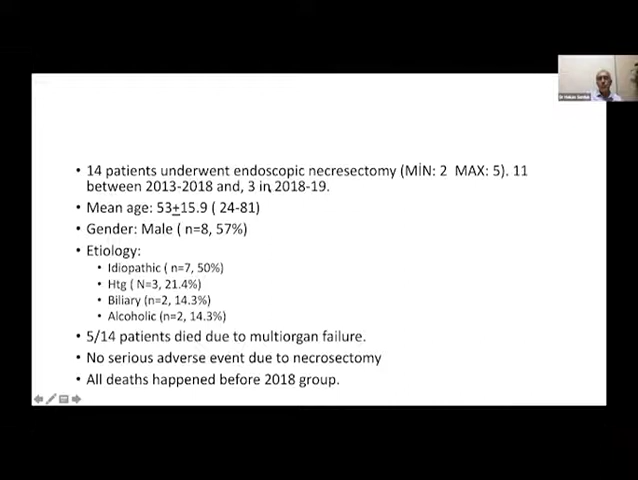 • 14 patients underwent endoscopic necresectomy (MİN: 2 MAX: 5). 11
between 2013-2018 and, 3 in 2018-19.
• Mean age: 53+15.9 ( 24-81)
• Gender: Male ( n=8, 57%)
• Etiology:
• Idiopathic ( n=7, 50%)
• Htg ( N=3, 21.4%)
• Biliary (n=2, 14.3%)
• Alcoholic (n=2, 14.3%)
• 5/14 patients died due to multiorgan failure.
• No serious adverse event due to necrosectomy
• All deaths happened before 2018 group.